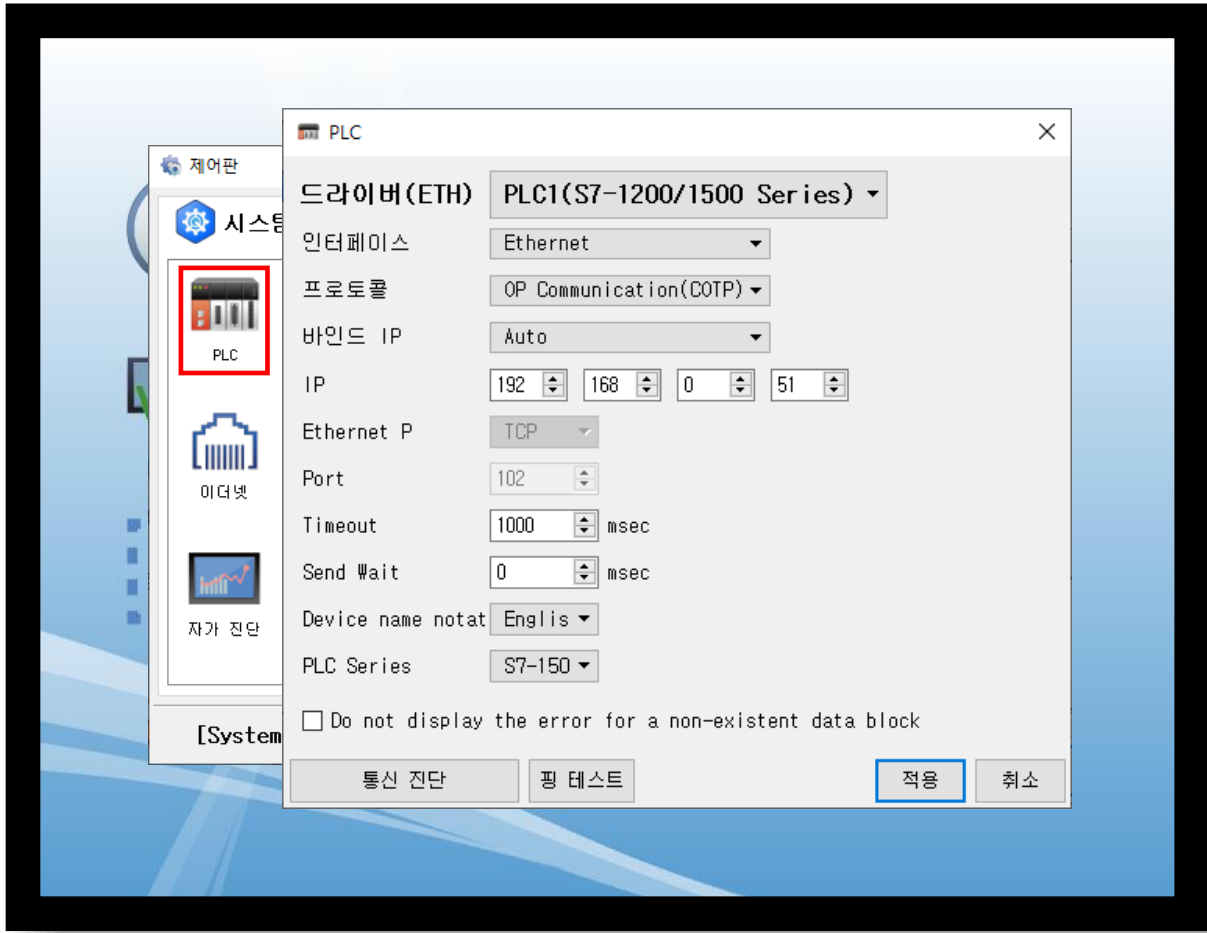 PLC
제어판
드라이버(ETH) PLC1(S7-1200/1500 Series)
시스템
인터페이스 Ethernet
프로토콜 OP Communication(COTP)
바인드 IP Auto
PLC
IP 192 168 0 51
Ethernet P TCP
Port 102
이더넷
Timeout 1000 msec
Send Wait 0 msec
Device name notat Englis
자가 진단
PLC Series S7-150
Do not display the error for a non-existent data block
[System
통신 진단 핑 테스트 적용 취소